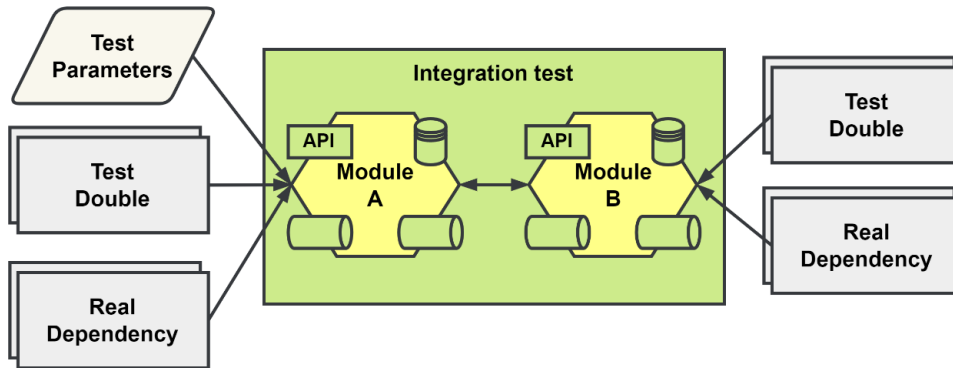 Test
Parameters
Test
Double
Real
Dependency
Integration test
API
Module
A
API
Module
B
Test
Double
Real
Dependency